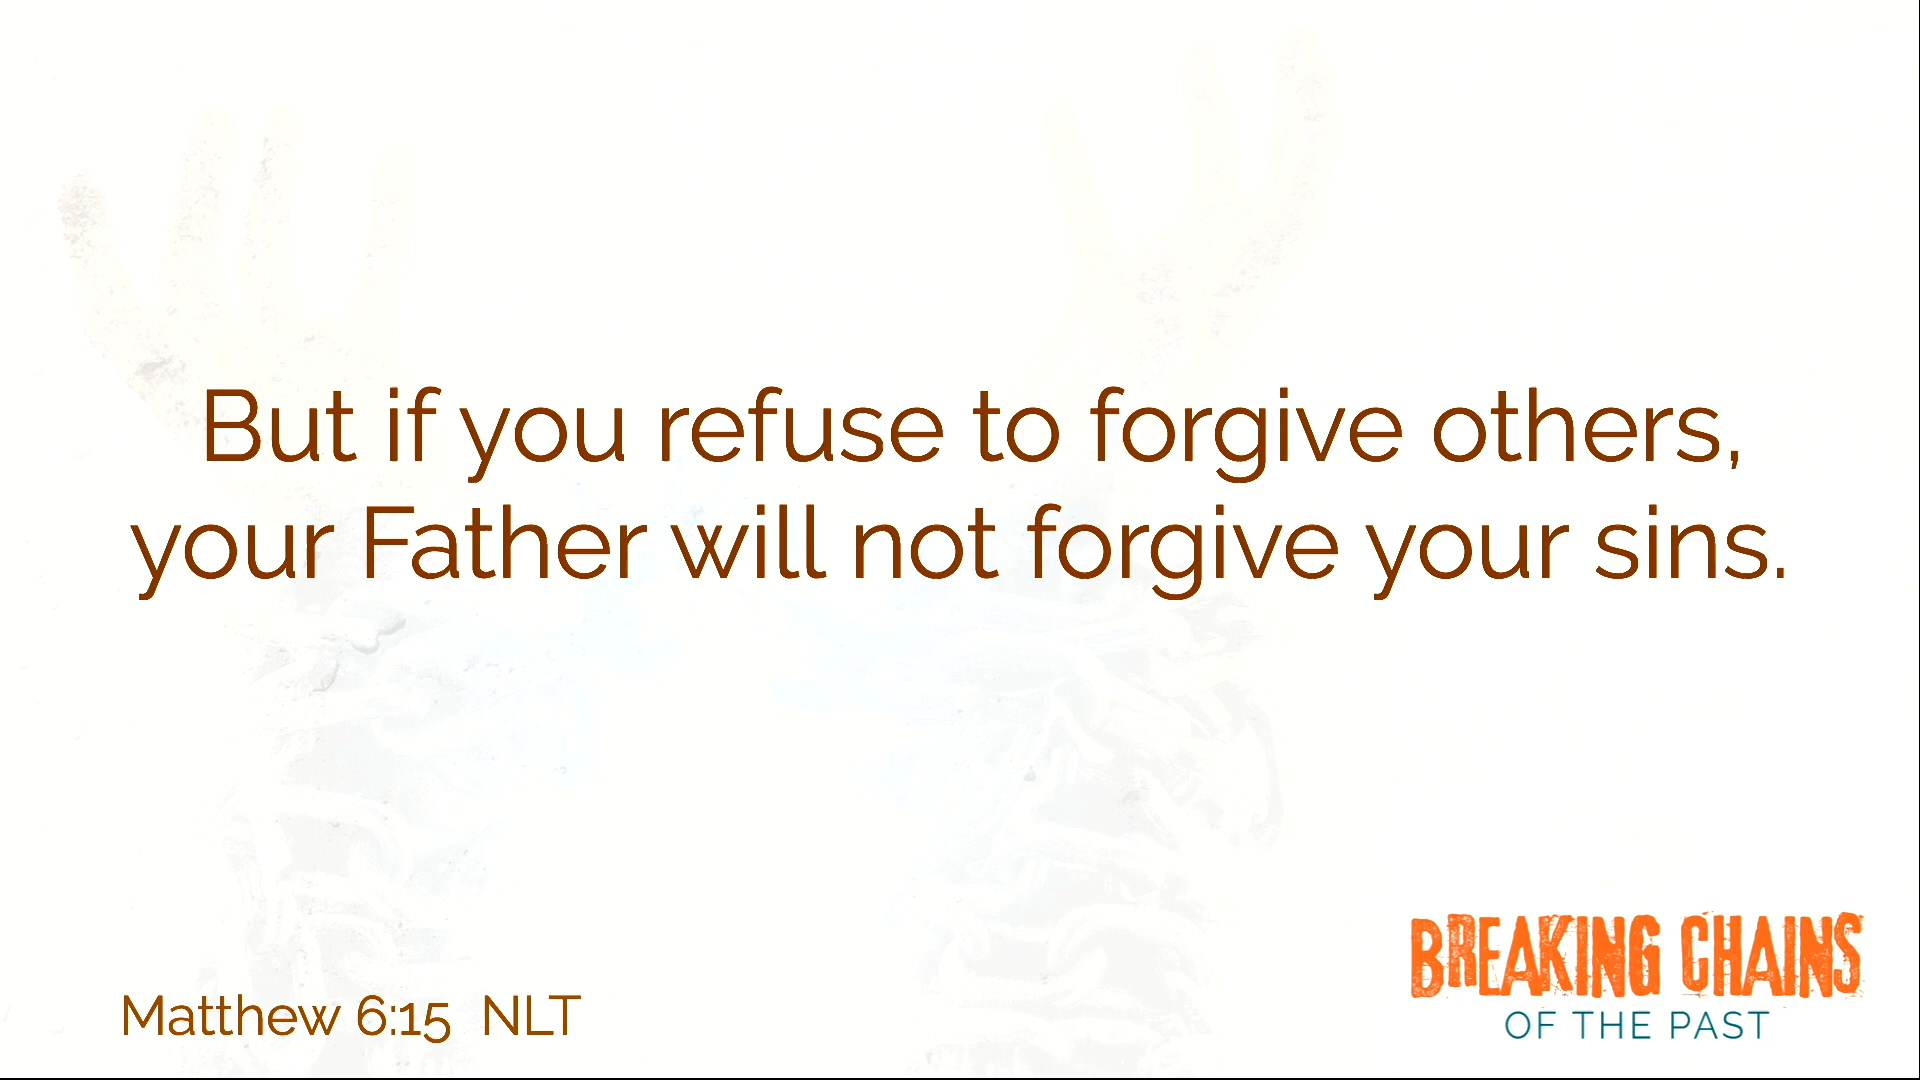 But if you refuse to forgive others,
your Father will not forgive your sins.
Matthew 6:15 NLT
BREAKING CHAINS
OF THE PAST